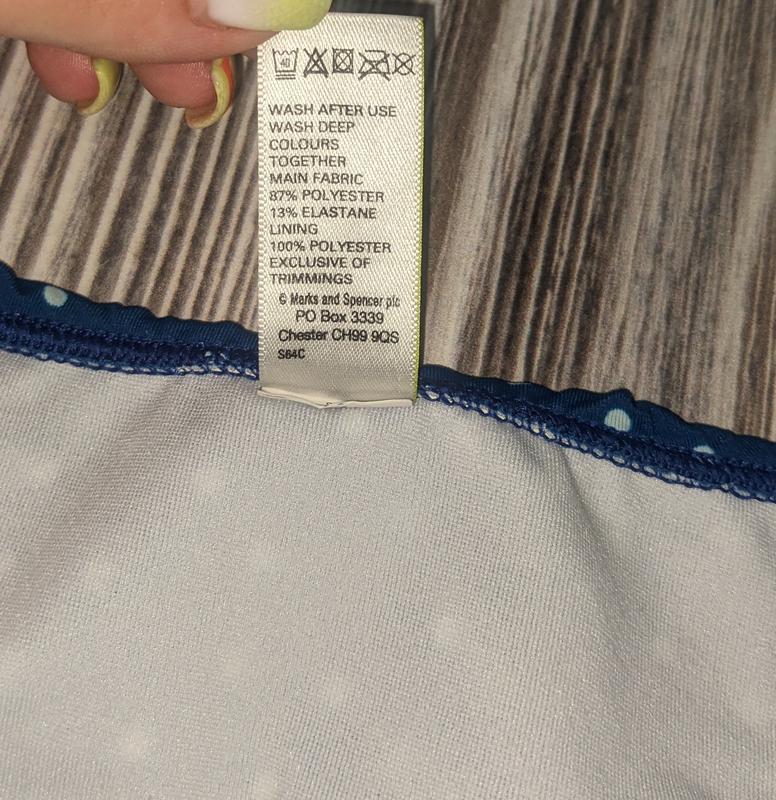 40
WASH AFTER USE
WASH DEEP
COLOURS
TOGETHER
MAIN FABRIC
87% POLYESTER
13% ELASTANE
LINING
100% POLYESTER
EXCLUSIVE OF
TRIMMINGS
© Marks and Spencer plc
PO Box 3339
Chester CH99 9QS
S64C